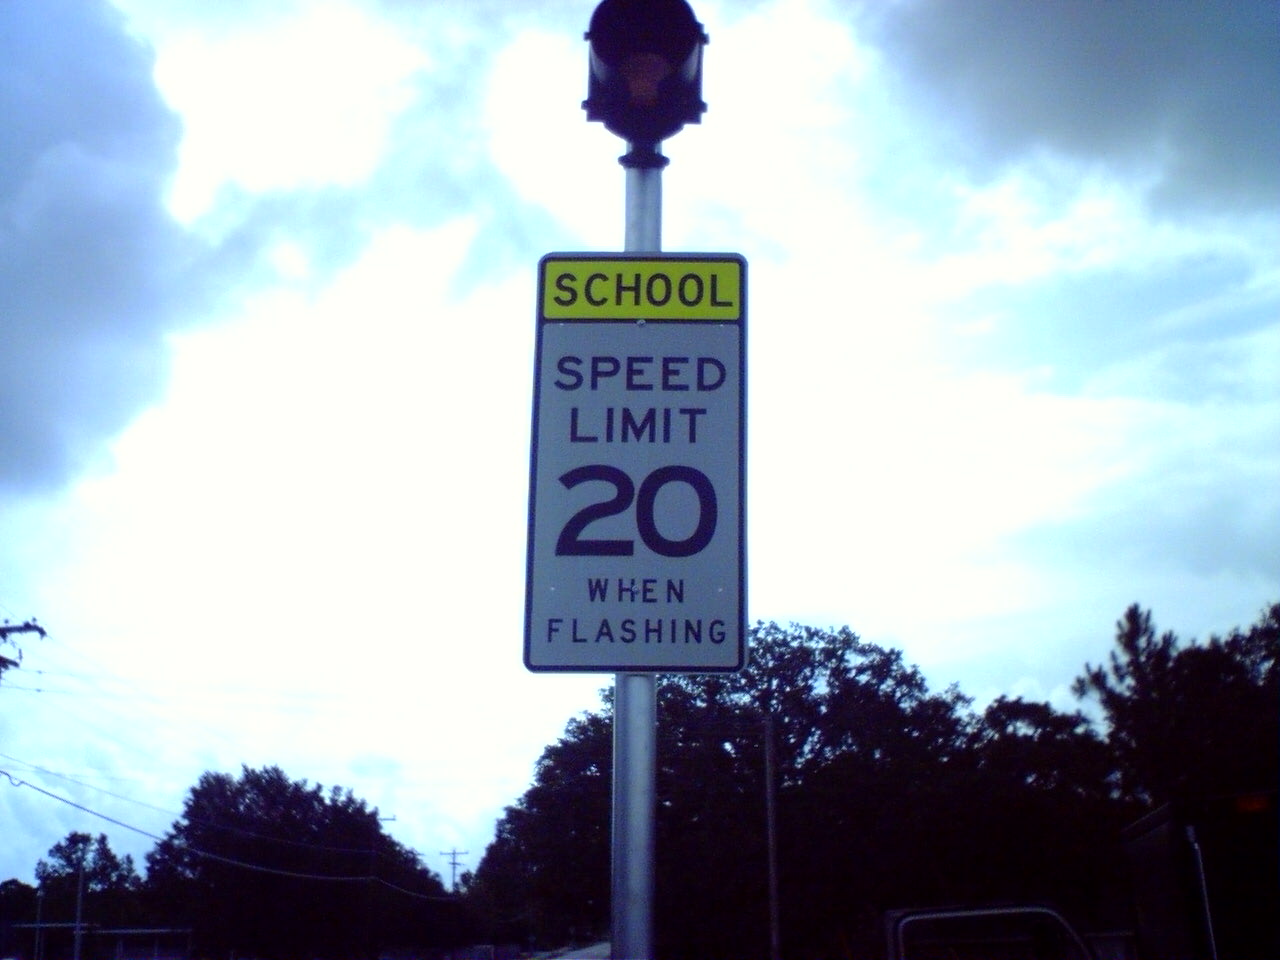 SCHOOL
SPEED
LIMIT
20
WHEN
FLASHING